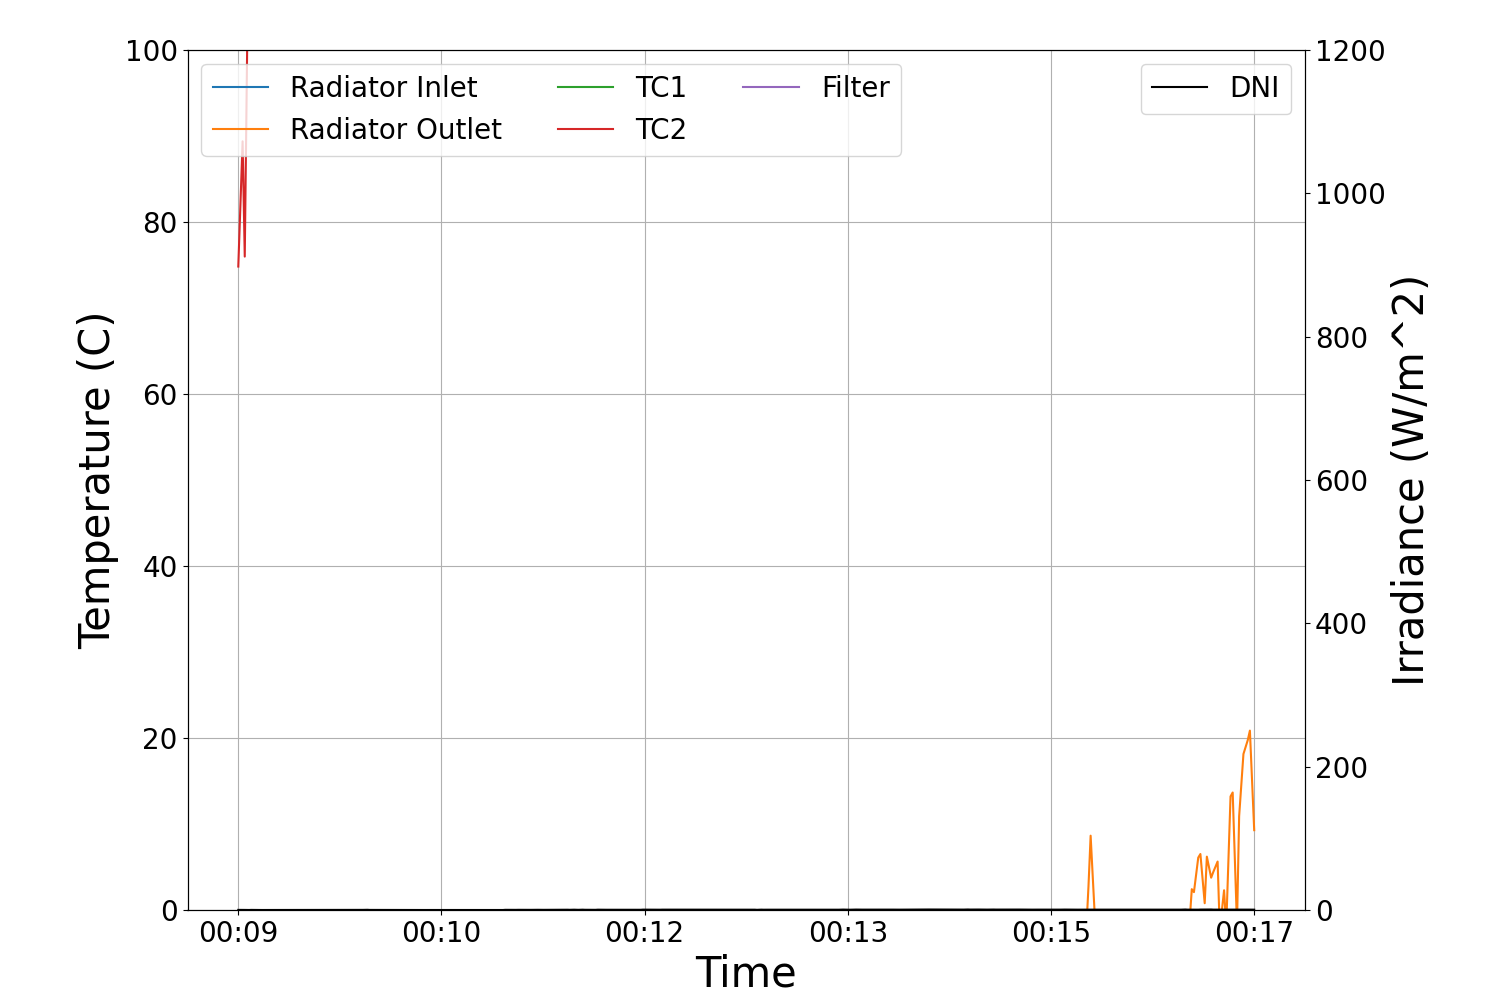 100
80
60
40
20
0
Temperature (C)
Radiator Inlet
Radiator Outlet
TC1
TC2
Filter
DNI
1200
1000
800
600
400
200
0
Irradiance (W/m^2)
00:09 00:10 00:12 00:13 00:15 00:17
Time